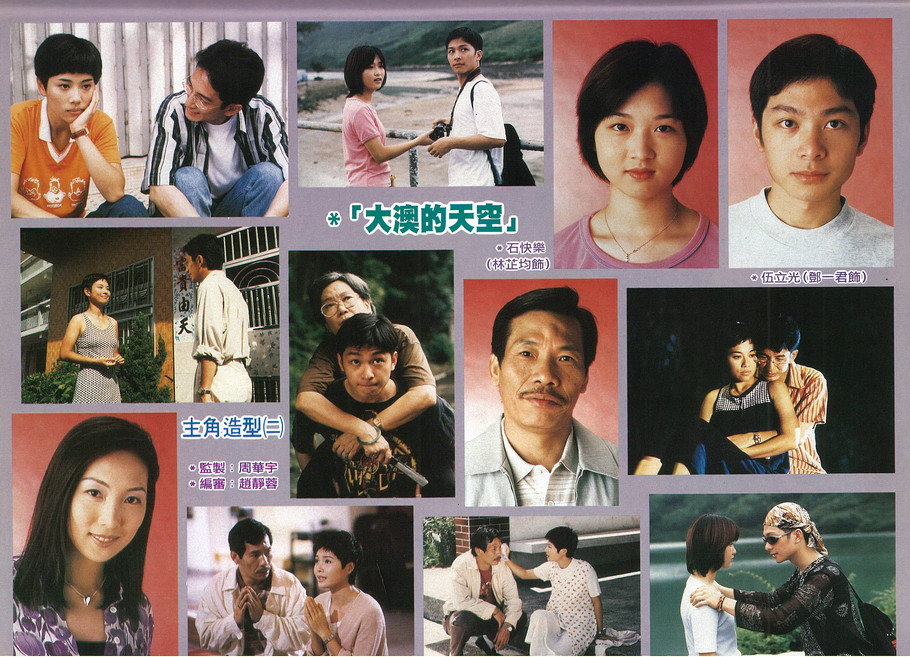 *「大澳的天空」
*石快樂
(林芷均飾)
*伍立光(鄧一君飾)
主角造型(二)
*監製：周華宇
*編審：趙靜蓉